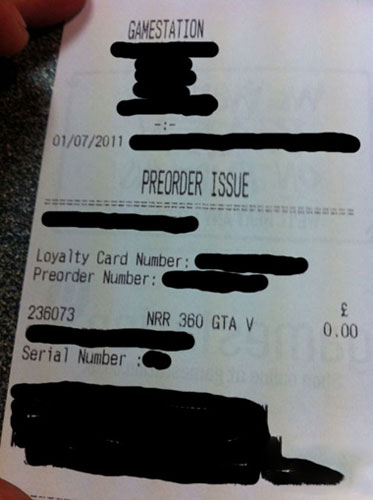 GAMESTATION
-:-
01/07/2011
PREORDER ISSUE
Loyalty Card Number:
Preorder Number:
£
236073 NRR 360 GTA V 0.00
Serial Number :